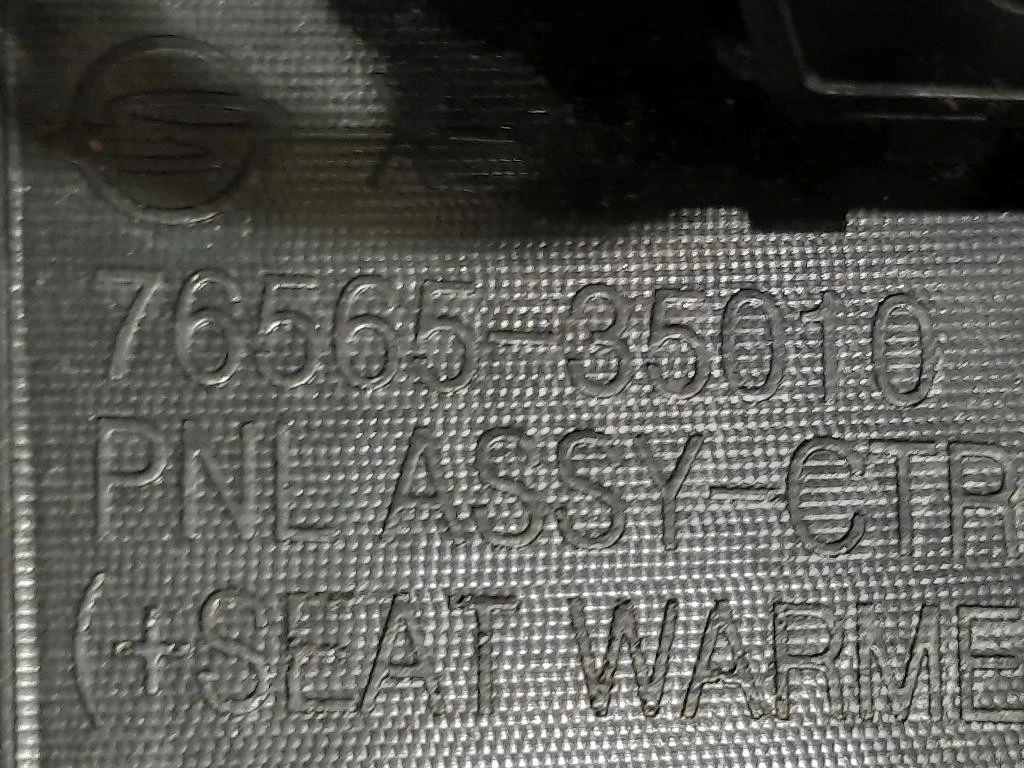 76565-35010
PNL ASSY-CTR
(+SEAT WARME